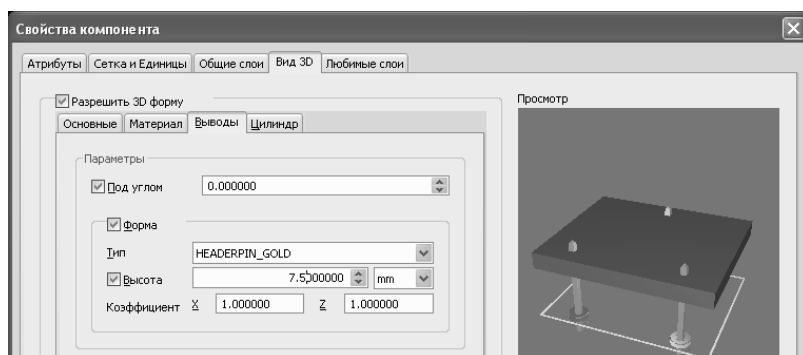 Свойства компонента
Атрибуты Сетка и Единицы Общие слои Вид 3D Любимые слои
Разрешить 3D форму
Просмотр
Основные Материал Выводы Цилиндр
Параметры
Под углом 0.000000
Форма
Тип HEADERPIN_GOLD
Высота 7.500000 mm
Коэффициент X 1.000000 Z 1.000000